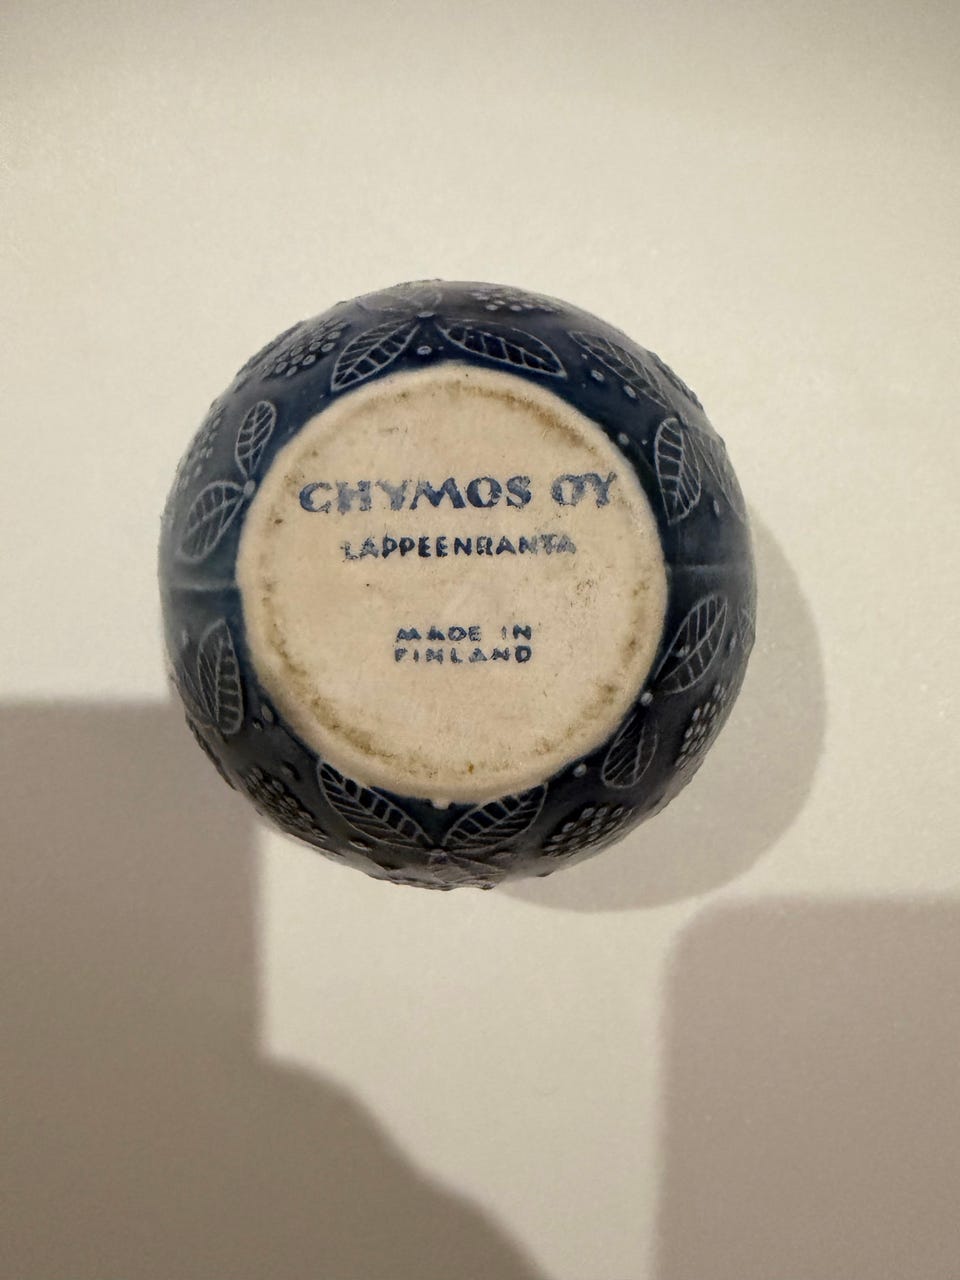 CHYMOS OY
LAPPEENRANTA
MADE IN
FINLAND